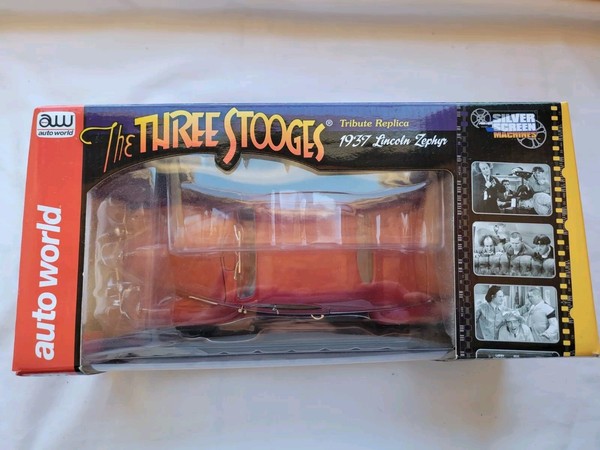 aw
auto world
auto world
The THREE STOOGES®
Tribute Replica
1937 Lincoln Zephyr
SILVER
SCREEN
MACHINES